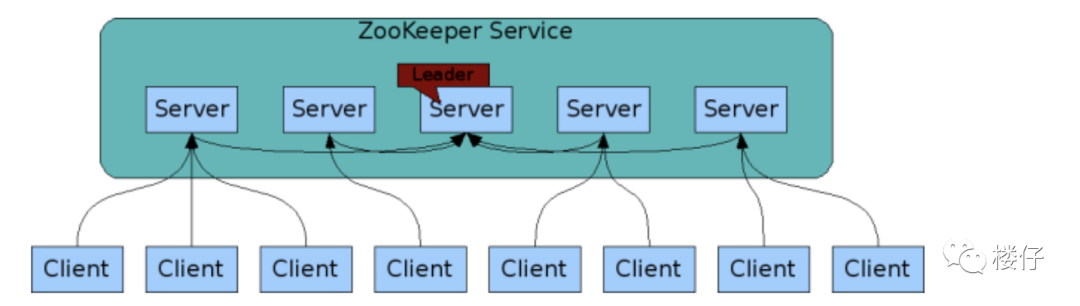 ZooKeeper Service
Leader
Server Server Server Server Server
Client Client Client Client Client Client Client Client
楼仔